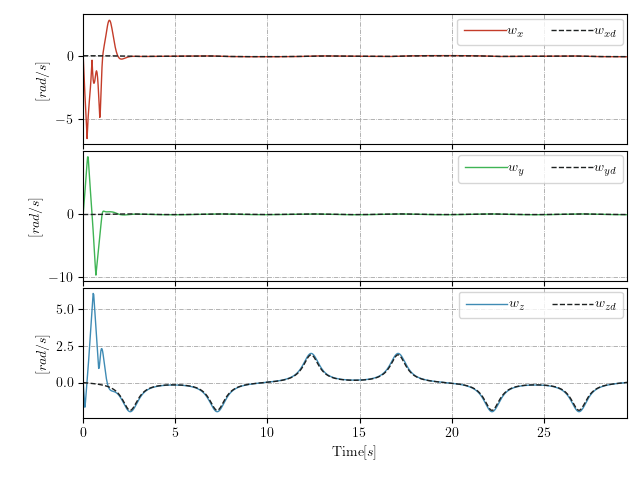 w_x w_xd
0
−5
[rad/s]
w_y w_yd
0
−10
[rad/s]
w_z w_zd
5.0
2.5
0.0
[rad/s]
0 5 10 15 20 25
Time[s]